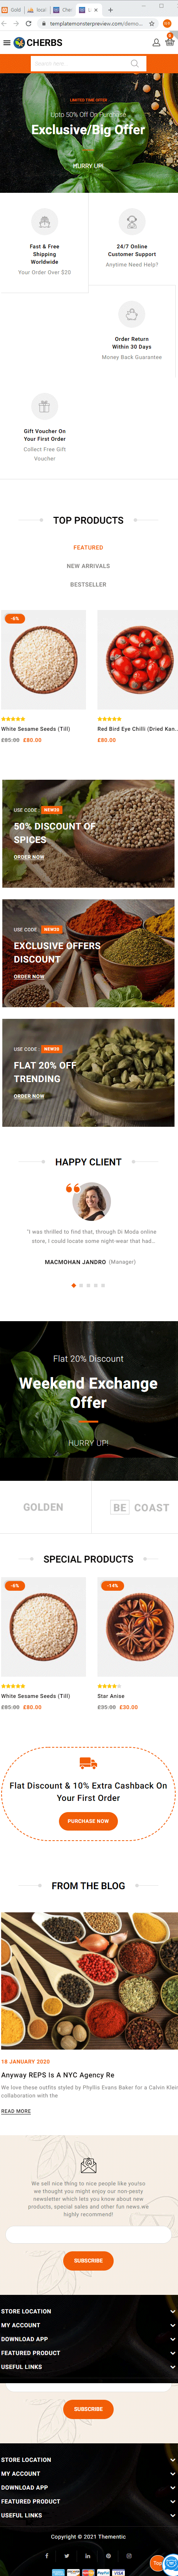 Gold
local
Cher
L
templatemonsterpreview.com/demo...
CHERBS
0
Search here...
LIMITED TIME OFFER
Upto 50% Off On Purchase
Exclusive/Big Offer
HURRY UP!
Fast & Free
Shipping
Worldwide
Your Order Over $20
24/7 Online
Customer Support
Anytime Need Help?
Order Return
Within 30 Days
Money Back Guarantee
Gift Voucher On
Your First Order
Collect Free Gift
Voucher
TOP PRODUCTS
FEATURED
NEW ARRIVALS
BESTSELLER
-6%
White Sesame Seeds (Till)
£85.00 £80.00
Red Bird Eye Chilli (Dried Kan...
£80.00
USE CODE : NEW20
50% DISCOUNT OF
SPICES
ORDER NOW
USE CODE : NEW20
EXCLUSIVE OFFERS
DISCOUNT
ORDER NOW
USE CODE : NEW20
FLAT 20% OFF
TRENDING
ORDER NOW
HAPPY CLIENT
"I was thrilled to find that, through Di Moda online
store, I could locate some night-wear that had…
MACMOHAN JANDRO (Manager)
Flat 20% Discount
Weekend Exchange
Offer
HURRY UP!
GOLDEN
BE COAST
SPECIAL PRODUCTS
-6%
White Sesame Seeds (Till)
£85.00 £80.00
-14%
Star Anise
£35.00 £30.00
Flat Discount & 10% Extra Cashback On
Your First Order
PURCHASE NOW
FROM THE BLOG
18 JANUARY 2020
Anyway REPS Is A NYC Agency Re
We love these outfits styled by Phyllis Evans Baker for a Calvin Klein
collaboration with the
READ MORE
We sell nice thing to nice people like you!so
we thought you might enjoy our non-pesty
newsletter which lets you know about new
products, special sales and other fun news.we
highly recommend!
SUBSCRIBE
STORE LOCATION
MY ACCOUNT
DOWNLOAD APP
FEATURED PRODUCT
USEFUL LINKS
SUBSCRIBE
STORE LOCATION
MY ACCOUNT
DOWNLOAD APP
FEATURED PRODUCT
USEFUL LINKS
Copyright © 2021 Thementic
Top
PayPal
VISA